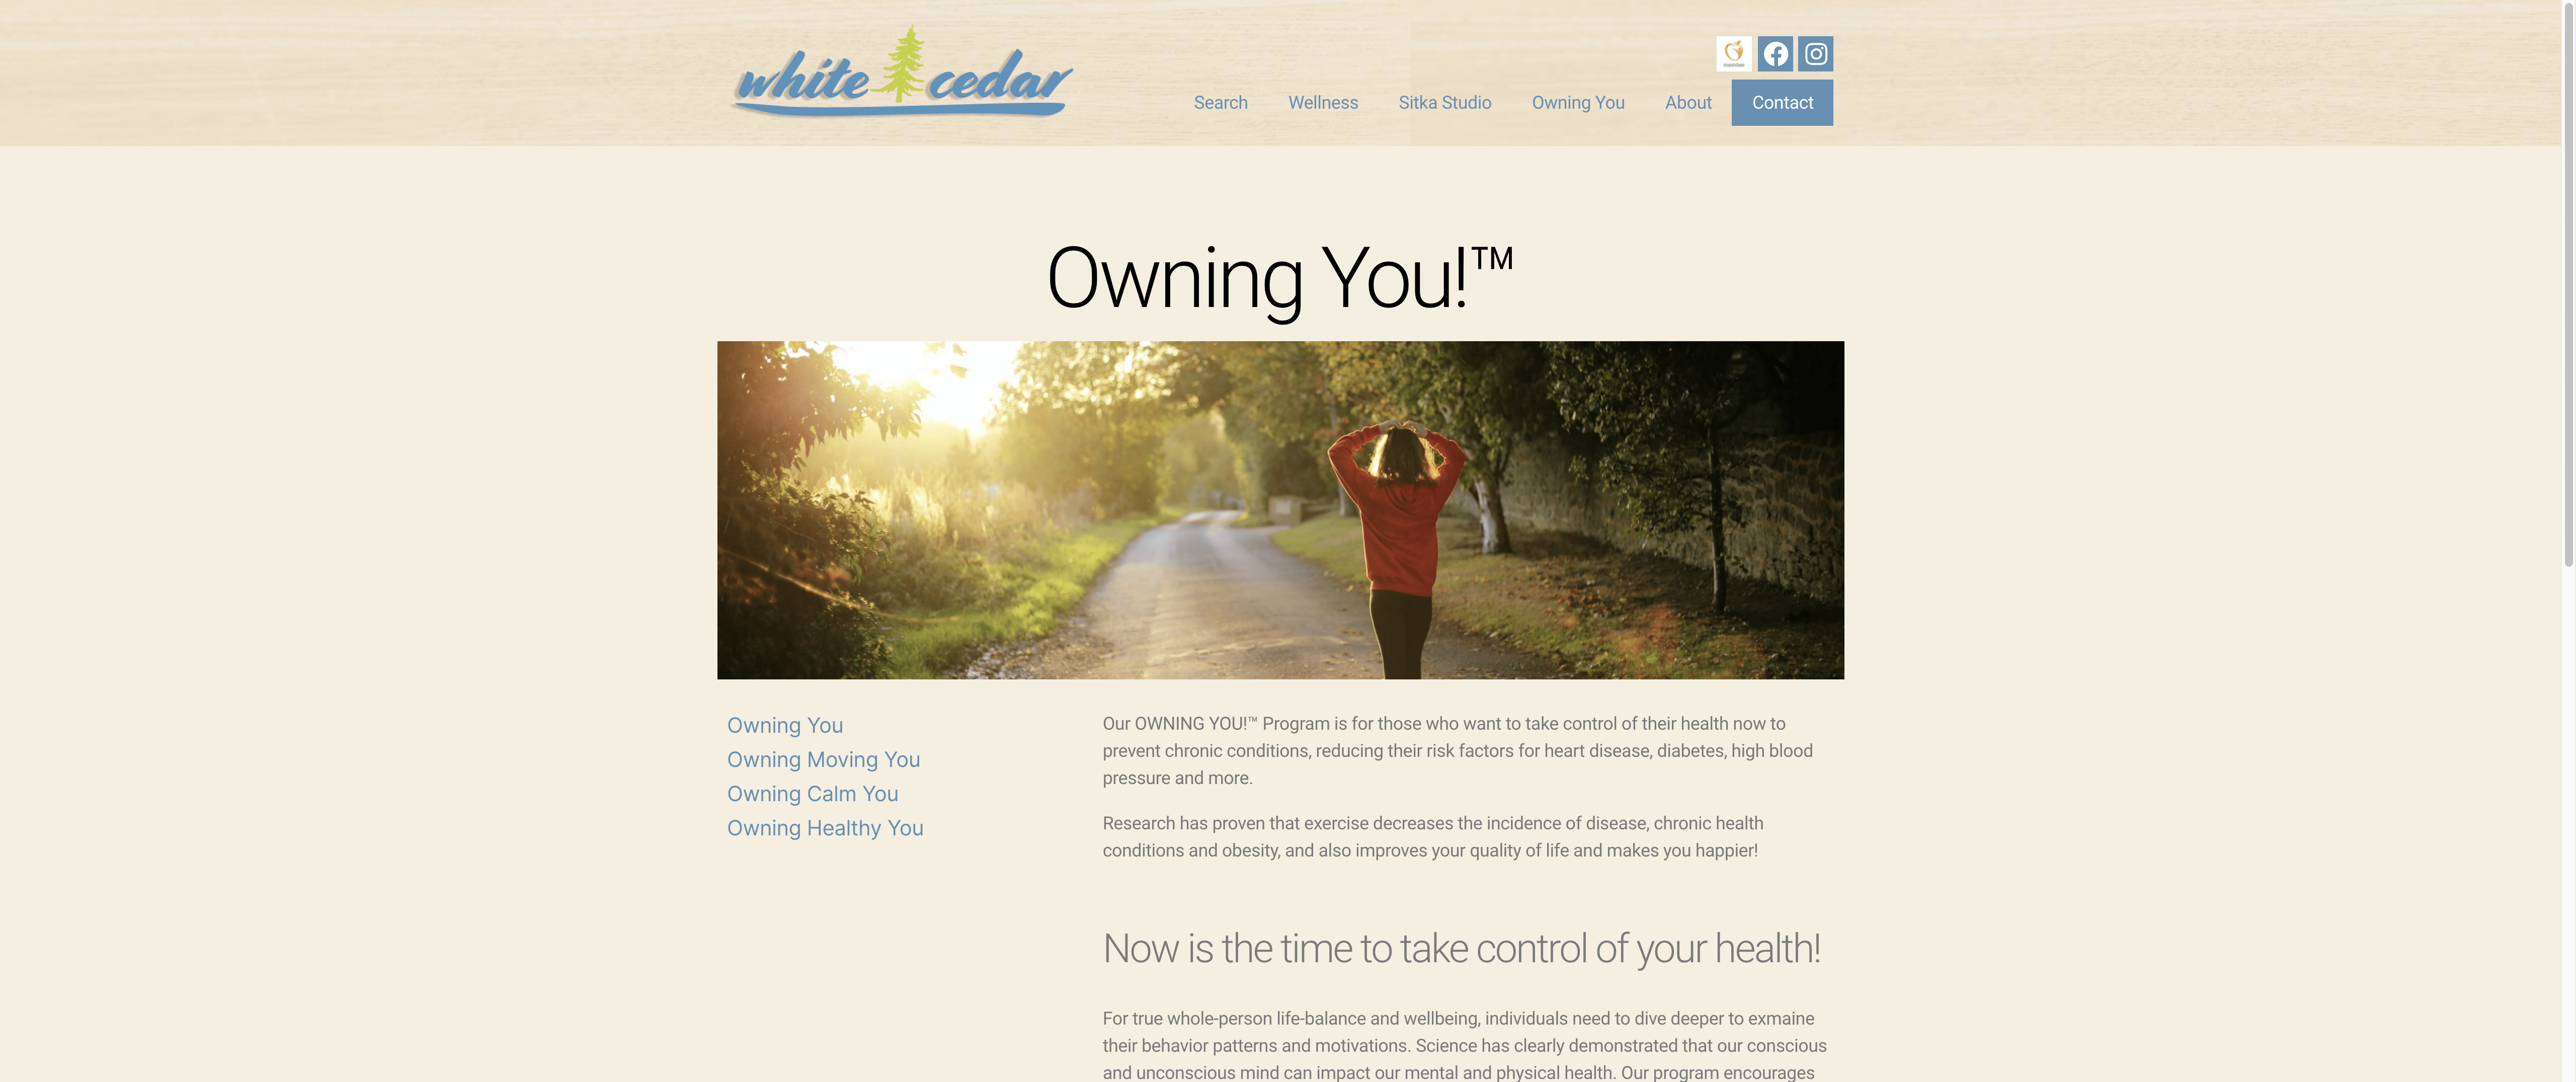 white cedar
member
Search Wellness Sitka Studio Owning You About Contact
Owning You!™
Owning You
Owning Moving You
Owning Calm You
Owning Healthy You
Our OWNING YOU!™ Program is for those who want to take control of their health now to
prevent chronic conditions, reducing their risk factors for heart disease, diabetes, high blood
pressure and more.
Research has proven that exercise decreases the incidence of disease, chronic health
conditions and obesity, and also improves your quality of life and makes you happier!
Now is the time to take control of your health!
For true whole-person life-balance and wellbeing, individuals need to dive deeper to exmaine
their behavior patterns and motivations. Science has clearly demonstrated that our conscious
and unconscious mind can impact our mental and physical health. Our program encourages